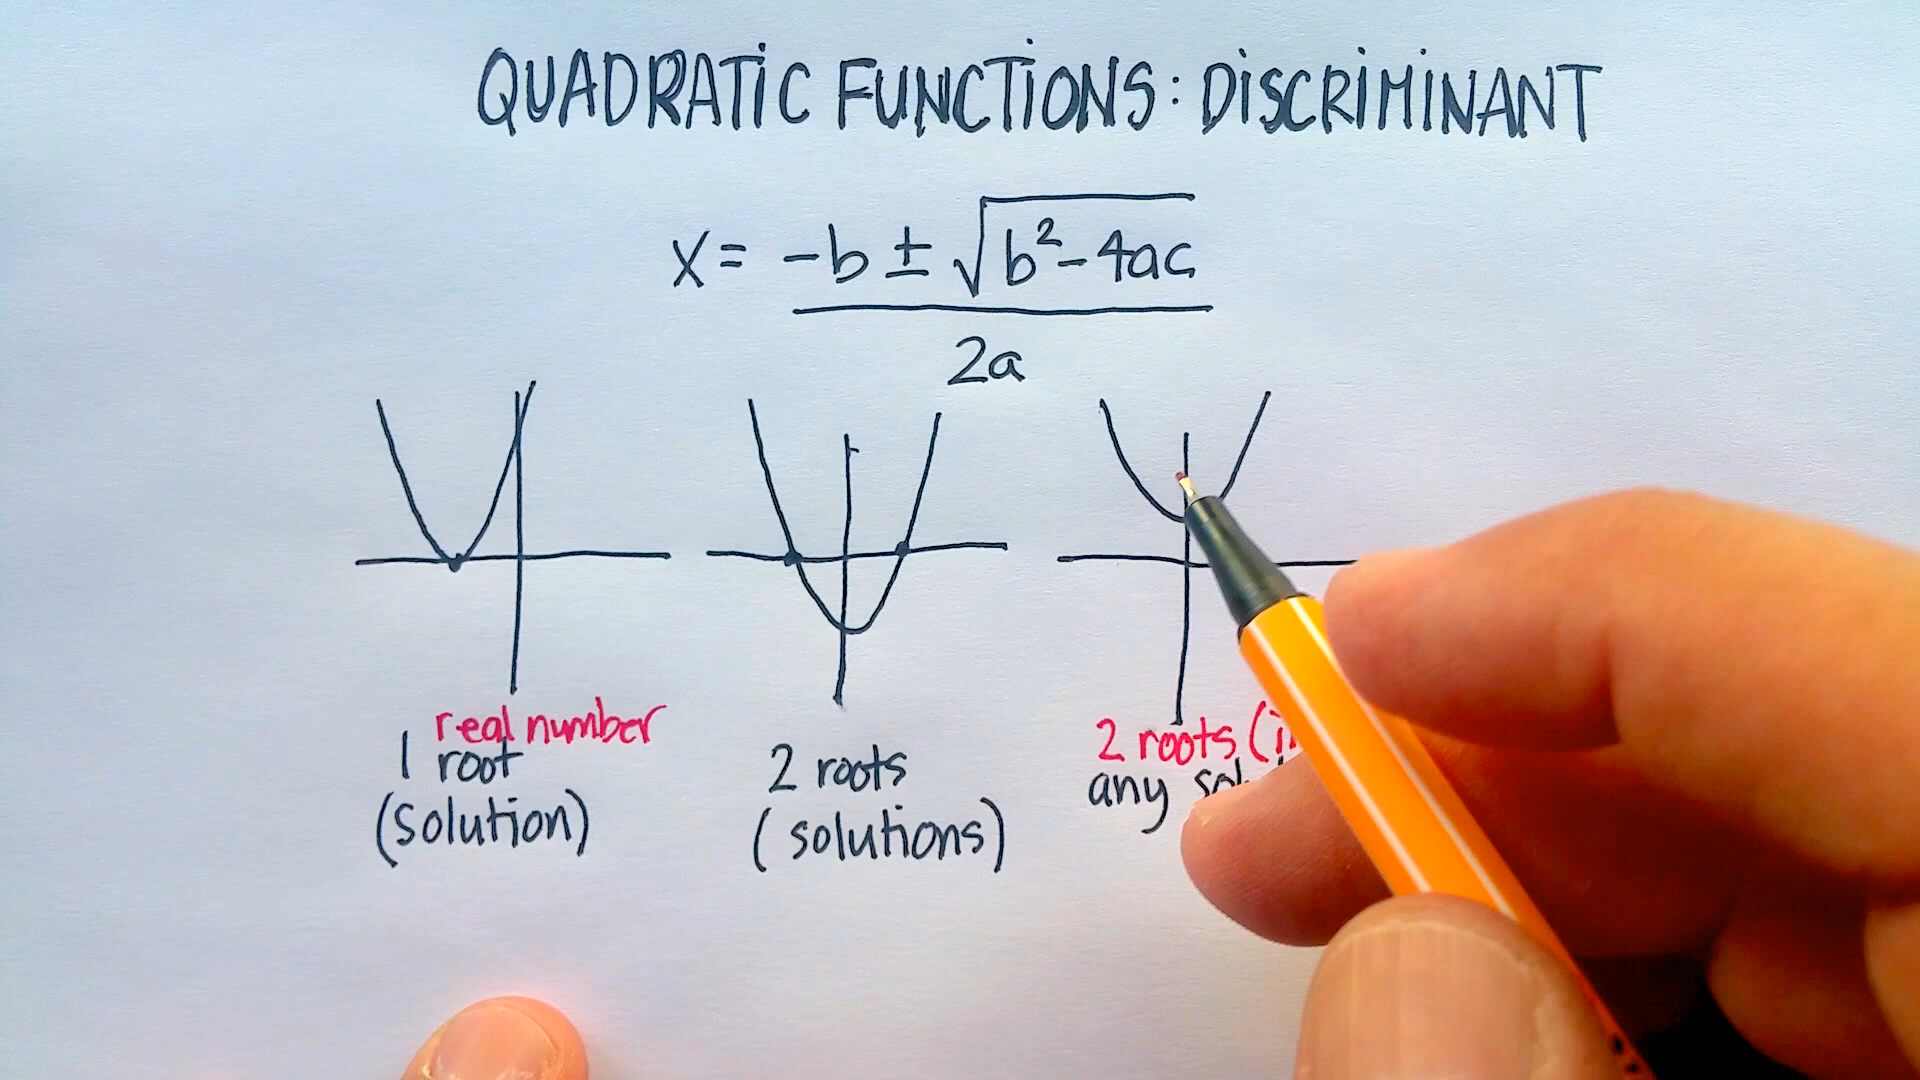 QUADRATIC FUNCTIONS: DISCRIMINANT
x = -b ± √b²-4ac
2a
real number
1 root
(solution)
2 roots
(solutions)
2 roots (
any